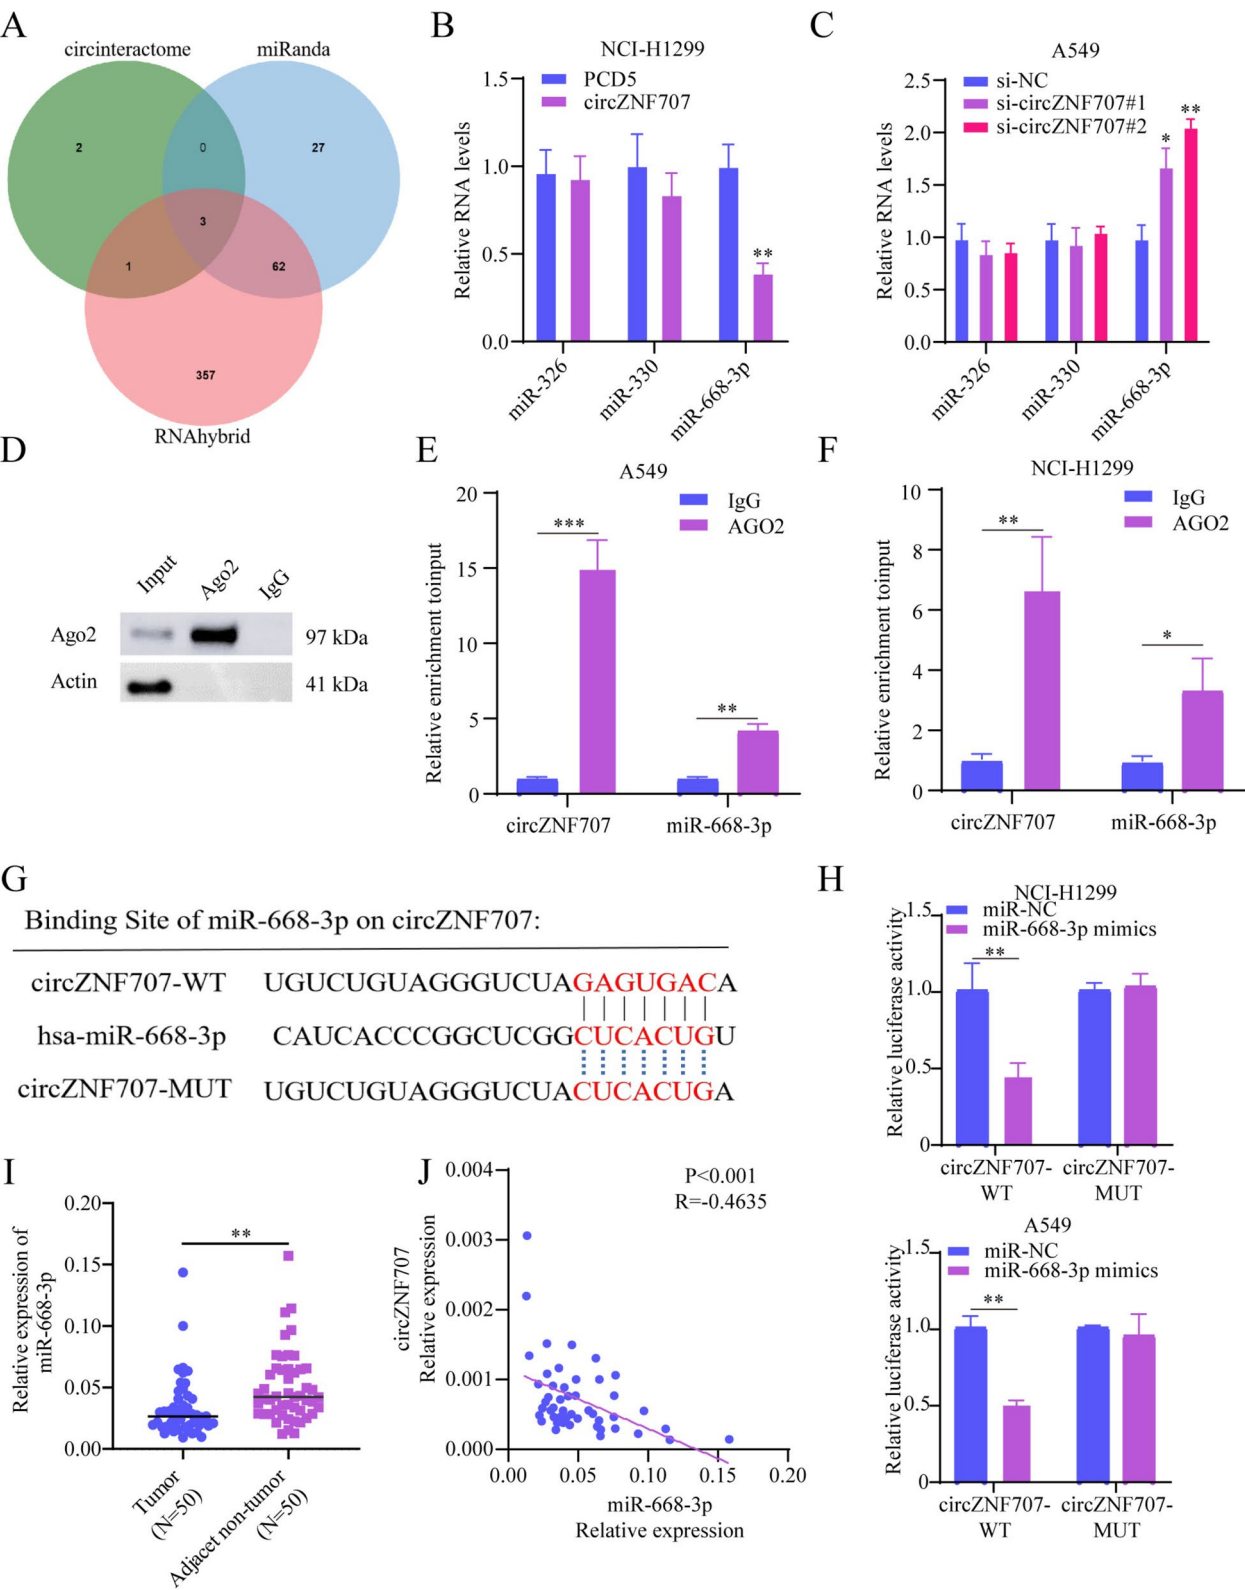 A
circinteractome
miRanda
2
0
27
3
1
62
357
RNAhybrid
B
NCI-H1299
PCD5
circZNF707
Relative RNA levels
1.5
1.0
0.5
0.0
**
miR-326
miR-330
miR-668-3p
C
A549
si-NC
si-circZNF707#1
si-circZNF707#2
Relative RNA levels
2.5
2.0
1.5
1.0
0.5
0.0
*
**
miR-326
miR-330
miR-668-3p
D
Input
Ago2
IgG
Ago2
97 kDa
Actin
41 kDa
E
A549
IgG
AGO2
Relative enrichment toinput
20
15
10
5
0
***
**
circZNF707
miR-668-3p
F
NCI-H1299
IgG
AGO2
Relative enrichment toinput
10
8
6
4
2
0
**
*
circZNF707
miR-668-3p
G
Binding Site of miR-668-3p on circZNF707:
circZNF707-WT UGUCUGUAGGGUCUAGAGUGACA
hsa-miR-668-3p CAUCACCCGGCUCGGCUCACUGU
circZNF707-MUT UGUCUGUAGGGUCUACUCACUGA
H
NCI-H1299
miR-NC
miR-668-3p mimics
Relative luciferase activity
1.5
1.0
0.5
0
**
circZNF707-
WT
circZNF707-
MUT
A549
miR-NC
miR-668-3p mimics
Relative luciferase activity
1.5
1.0
0.5
0
**
circZNF707-
WT
circZNF707-
MUT
I
Relative expression of
miR-668-3p
0.20
0.15
0.10
0.05
0.00
**
Tumor
(N=50)
Adjacet non-tumor
(N=50)
J
P<0.001
R=-0.4635
circZNF707
Relative expression
0.004
0.003
0.002
0.001
0.000
0.00
0.05
0.10
0.15
0.20
miR-668-3p
Relative expression